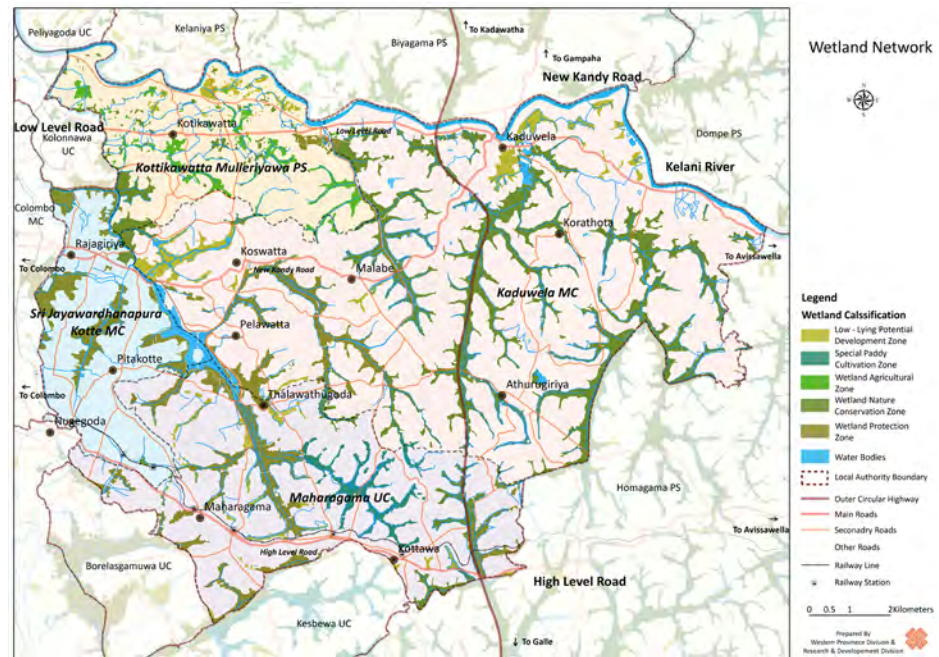 Peliyagoda UC
Kelaniya PS
Biyagama PS
To Kadawatha
To Gampaha
New Kandy Road
Wetland Network
Low Level Road
Kolonnawa
UC
Kotikawatta
Low Level Road
Kaduwela
Dompe PS
Kottikawatta Mulleriyawa PS
Kelani River
Colombo
MC
Rajagiriya
Koswatta
Korathota
To Avissawella
To Colombo
New Kandy Road
Malabe
Kaduwela MC
Sri Jayawardhanapura
Kotte MC
Pelawatta
Pitakotte
Athurugiriya
To Colombo
Thalawathugoda
Nugegoda
Maharagama UC
Homagama PS
Maharagama
To Avissawella
High Level Road
Kottawa
Borelasgamuwa UC
High Level Road
Kesbewa UC
To Galle
Legend
Wetland Calssification
Low - Lying Potential
Development Zone
Special Paddy
Cultivation Zone
Wetland Agricultural
Zone
Wetland Nature
Conservation Zone
Wetland Protection
Zone
Water Bodies
Local Authority Boundary
Outer Circular Highway
Main Roads
Seconadry Roads
Other Roads
Railway Line
Railway Station
0 0.5 1 2Kilometers
Prepared By
Western Provinece Division &
Research & Developement Division